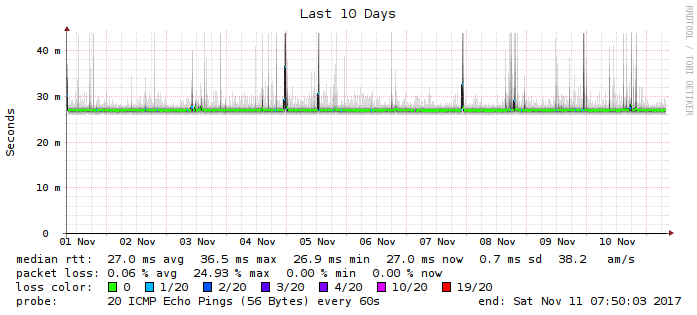 Last 10 Days
RRDTOOL / TOBI OETIKER
Seconds
40 m
30 m
20 m
10 m
0
01 Nov 02 Nov 03 Nov 04 Nov 05 Nov 06 Nov 07 Nov 08 Nov 09 Nov 10 Nov
median rtt: 27.0 ms avg 36.5 ms max 26.9 ms min 27.0 ms now 0.7 ms sd 38.2 am/s
packet loss: 0.06 % avg 24.93 % max 0.00 % min 0.00 % now
loss color: 0 1/20 2/20 3/20 4/20 10/20 19/20
probe: 20 ICMP Echo Pings (56 Bytes) every 60s end: Sat Nov 11 07:50:03 2017